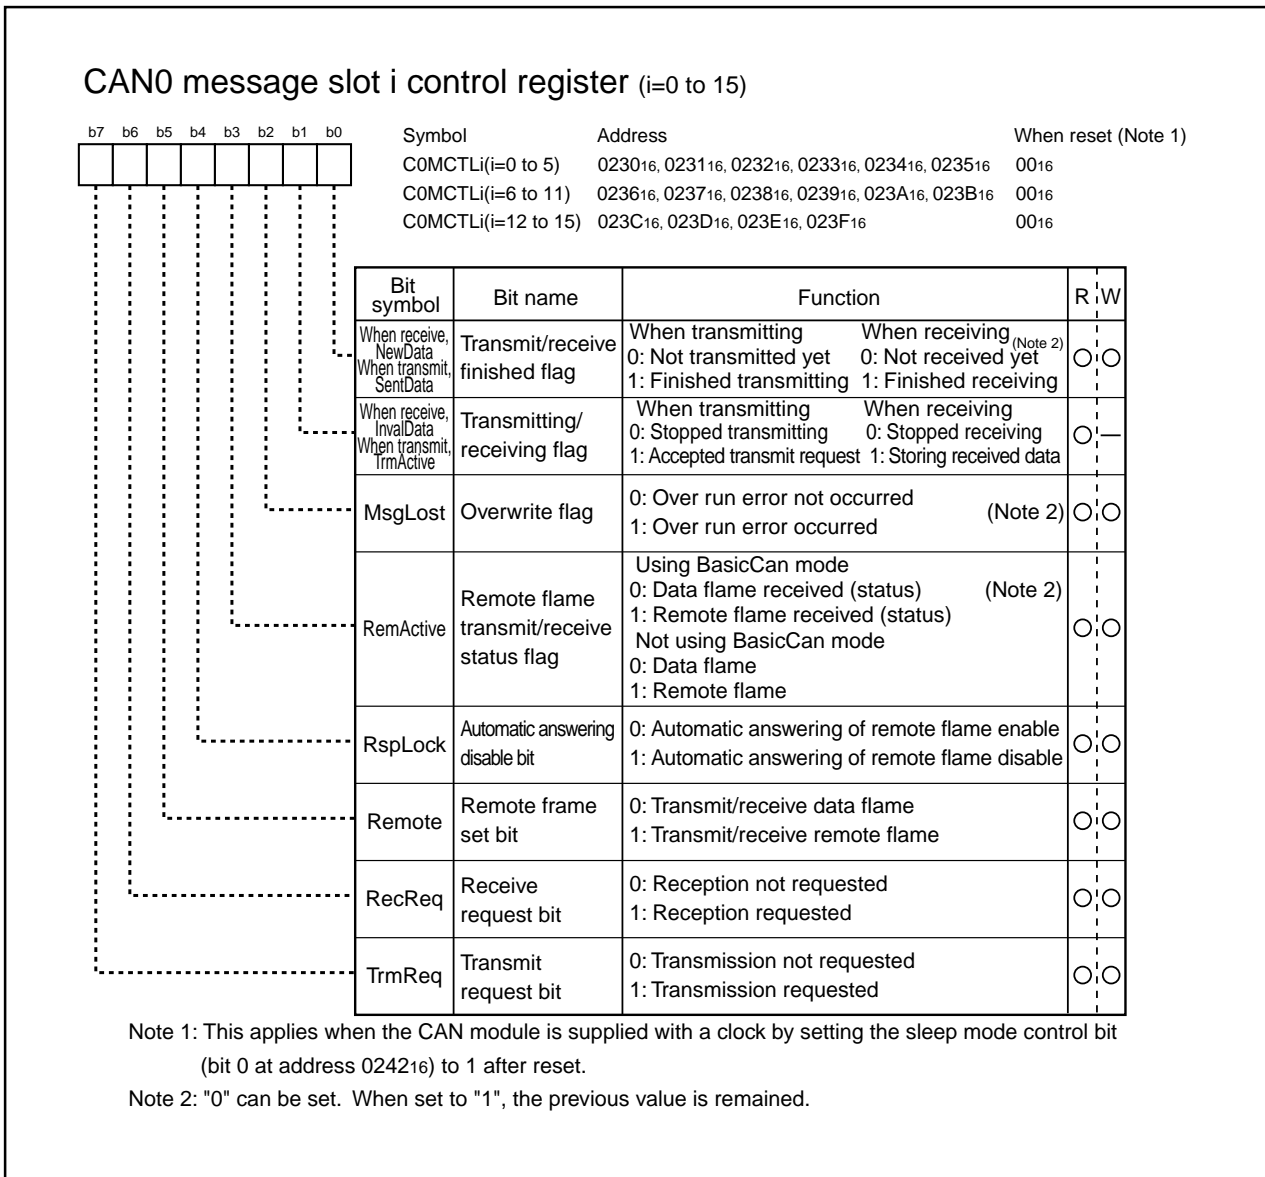 CAN0 message slot i control register (i=0 to 15)
b7 b6 b5 b4 b3 b2 b1 b0
Symbol Address When reset (Note 1)
C0MCTLi(i=0 to 5) 023016, 023116, 023216, 023316, 023416, 023516 0016
C0MCTLi(i=6 to 11) 023616, 023716, 023816, 023916, 023A16, 023B16 0016
C0MCTLi(i=12 to 15) 023C16, 023D16, 023E16, 023F16 0016
Bit symbol Bit name Function R W
When receive,
NewData
When transmit,
SentData
Transmit/receive
finished flag
When transmitting When receiving (Note 2)
0: Not transmitted yet 0: Not received yet
1: Finished transmitting 1: Finished receiving
When receive,
InvalData
When transmit,
TrmActive
Transmitting/
receiving flag
When transmitting When receiving
0: Stopped transmitting 0: Stopped receiving
1: Accepted transmit request 1: Storing received data
MsgLost
Overwrite flag
0: Over run error not occurred
1: Over run error occurred (Note 2)
RemActive
Remote flame
transmit/receive
status flag
Using BasicCan mode
0: Data flame received (status) (Note 2)
1: Remote flame received (status)
Not using BasicCan mode
0: Data flame
1: Remote flame
RspLock
Automatic answering
disable bit
0: Automatic answering of remote flame enable
1: Automatic answering of remote flame disable
Remote
Remote frame
set bit
0: Transmit/receive data flame
1: Transmit/receive remote flame
RecReq
Receive
request bit
0: Reception not requested
1: Reception requested
TrmReq
Transmit
request bit
0: Transmission not requested
1: Transmission requested
Note 1: This applies when the CAN module is supplied with a clock by setting the sleep mode control bit
(bit 0 at address 024216) to 1 after reset.
Note 2: "0" can be set. When set to "1", the previous value is remained.